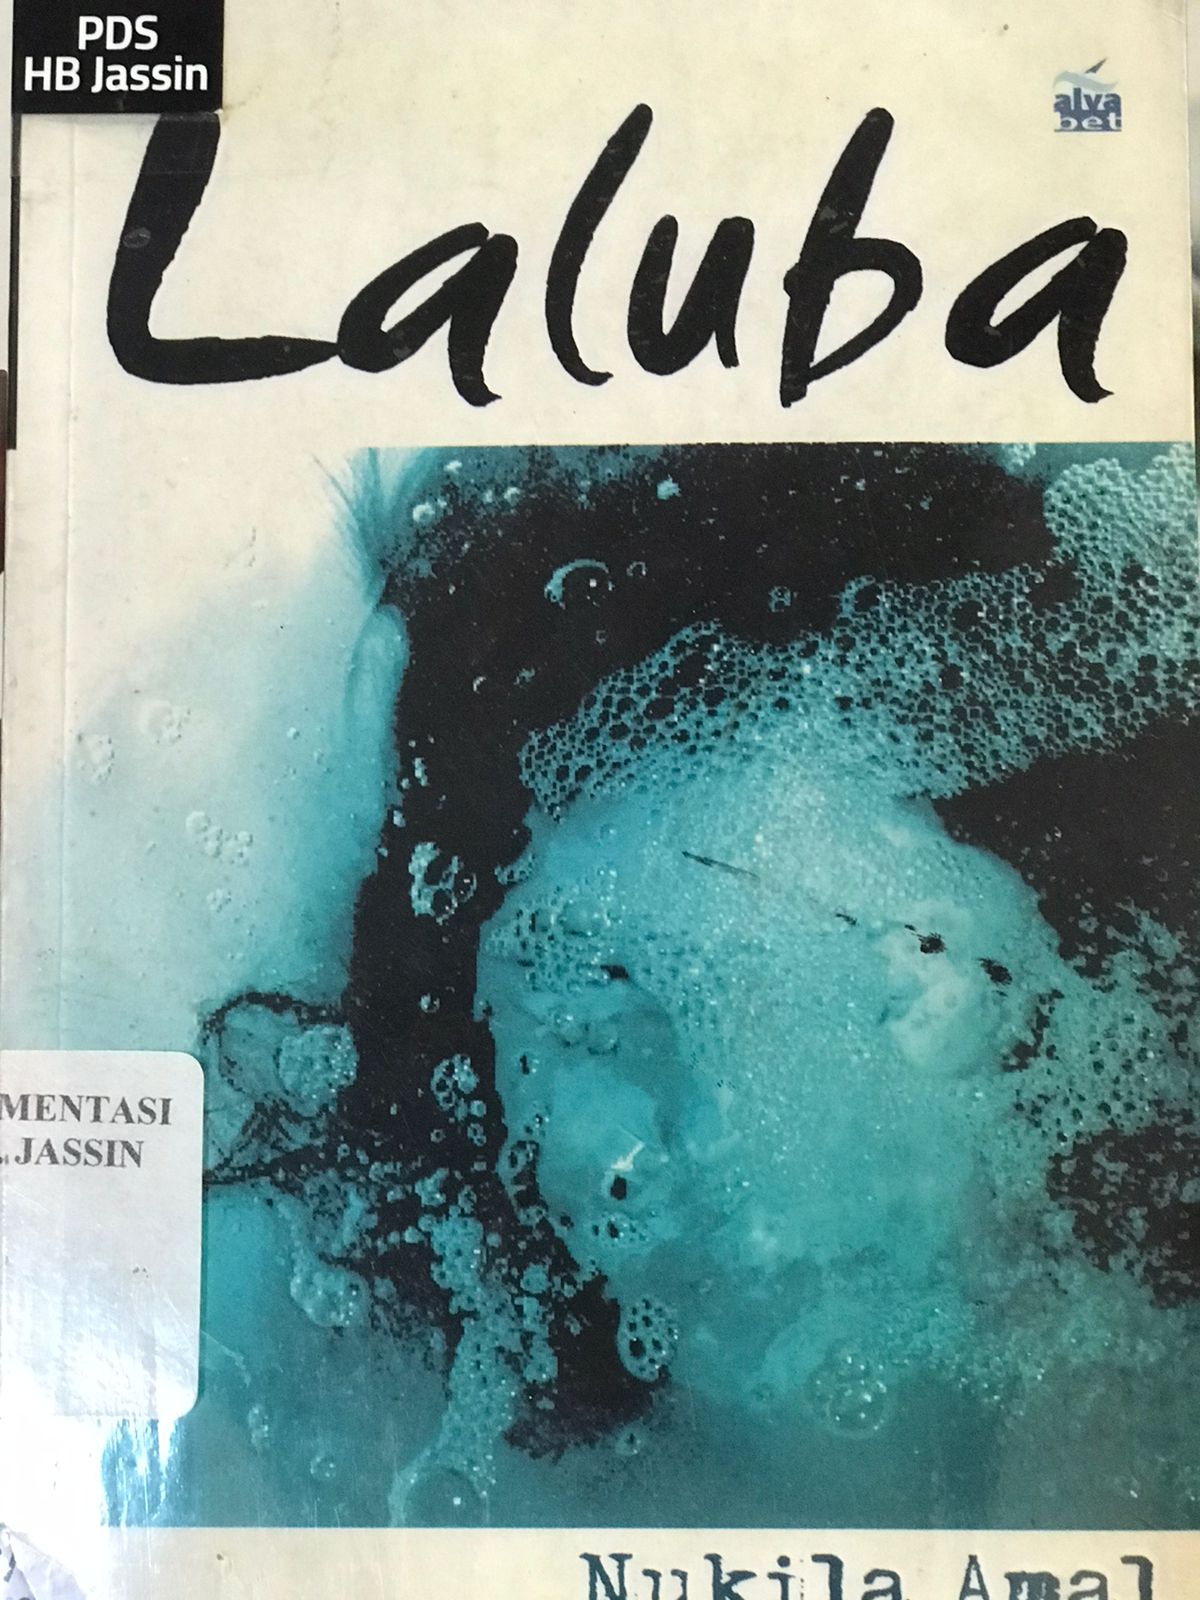 PDS
HB Jassin
alva
bet
Laluba
MENTASI
. JASSIN
Nukila Amal